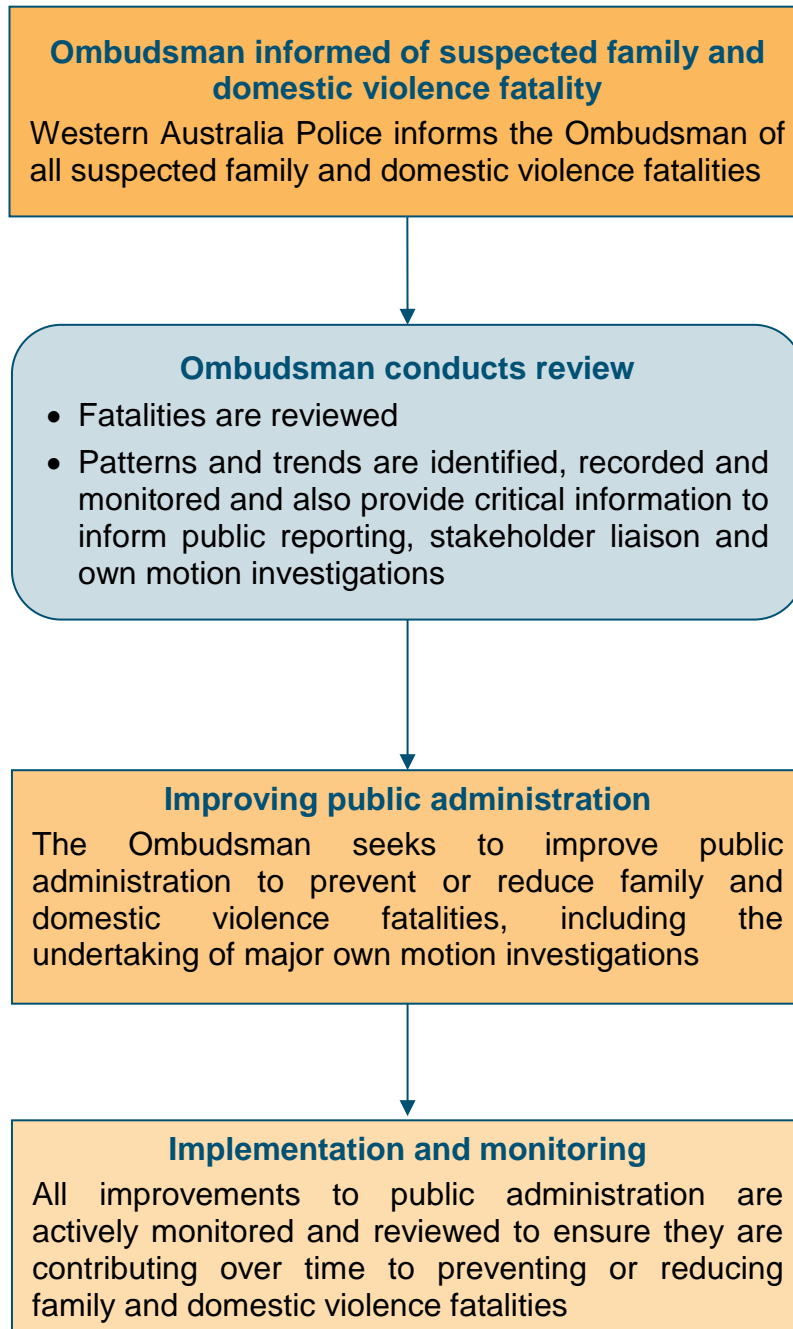 Ombudsman informed of suspected family and
domestic violence fatality
Western Australia Police informs the Ombudsman of
all suspected family and domestic violence fatalities
Ombudsman conducts review
• Fatalities are reviewed
• Patterns and trends are identified, recorded and
monitored and also provide critical information to
inform public reporting, stakeholder liaison and
own motion investigations
Improving public administration
The Ombudsman seeks to improve public
administration to prevent or reduce family and
domestic violence fatalities, including the
undertaking of major own motion investigations
Implementation and monitoring
All improvements to public administration are
actively monitored and reviewed to ensure they are
contributing over time to preventing or reducing
family and domestic violence fatalities